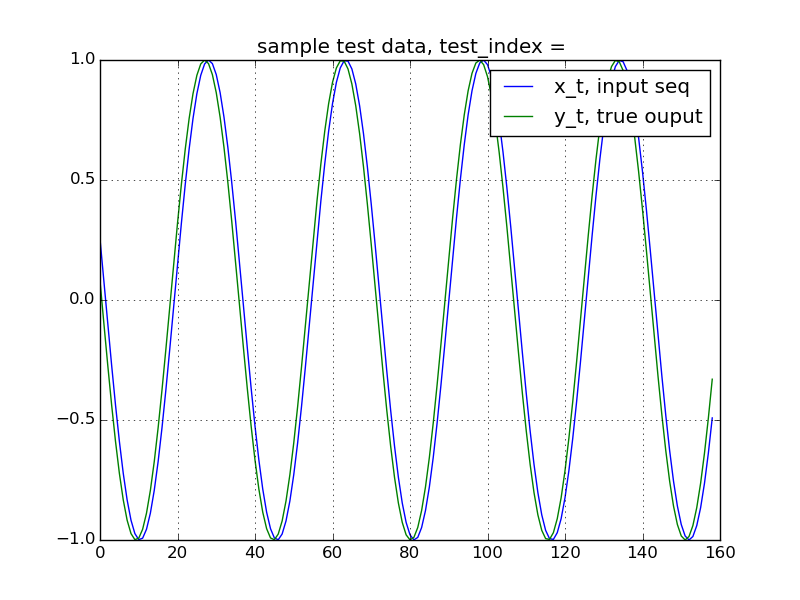 sample test data, test_index =
x_t, input seq
y_t, true ouput
1.0
0.5
0.0
−0.5
−1.0
0 20 40 60 80 100 120 140 160